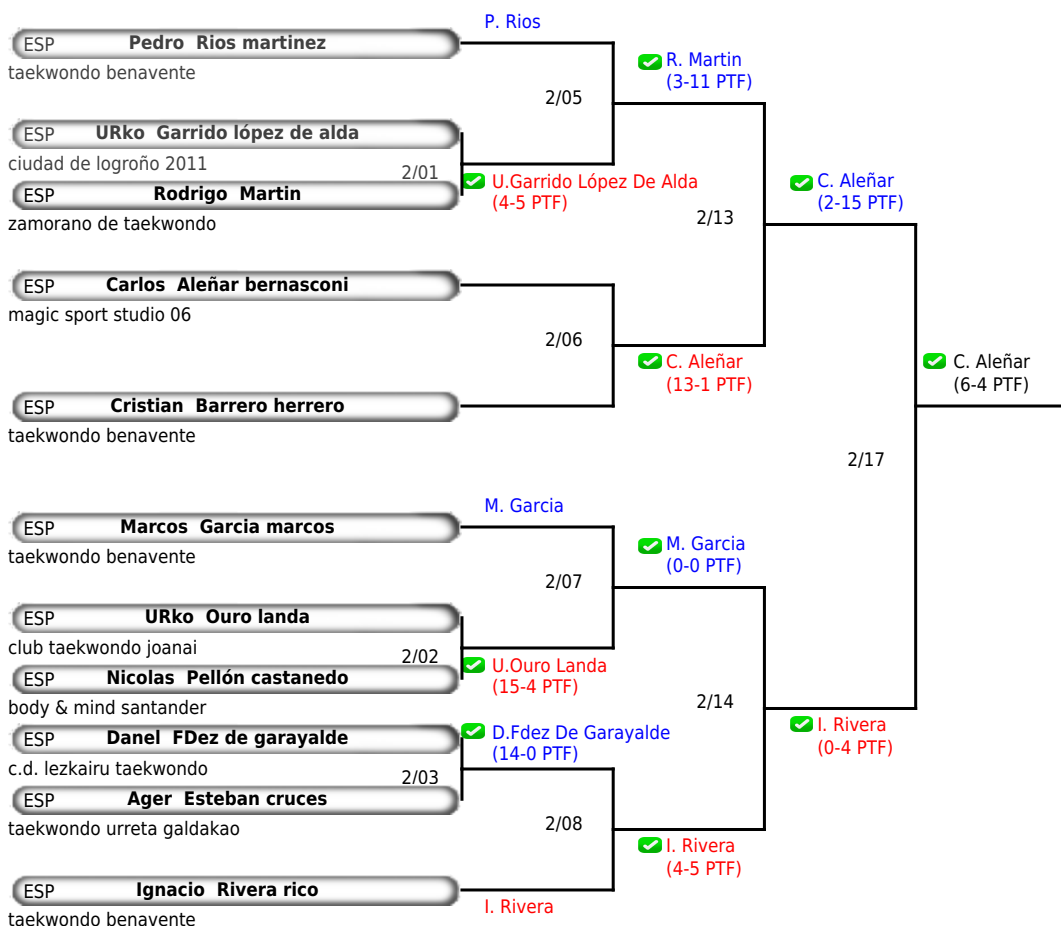 P. Rios
ESP Pedro Rios martinez
taekwondo benavente
R. Martin
(3-11 PTF)
2/05
ESP URko Garrido lópez de alda
ciudad de logroño 2011
2/01
U.Garrido López De Alda
(4-5 PTF)
ESP Rodrigo Martin
zamorano de taekwondo
C. Aleñar
(2-15 PTF)
2/13
ESP Carlos Aleñar bernasconi
magic sport studio 06
2/06
C. Aleñar
(13-1 PTF)
C. Aleñar
(6-4 PTF)
ESP Cristian Barrero herrero
taekwondo benavente
2/17
M. Garcia
ESP Marcos Garcia marcos
taekwondo benavente
M. Garcia
(0-0 PTF)
2/07
ESP URko Ouro landa
club taekwondo joanai
2/02
U.Ouro Landa
(15-4 PTF)
ESP Nicolas Pellón castanedo
body & mind santander
2/14
I. Rivera
(0-4 PTF)
ESP Danel FDez de garayalde
D.Fdez De Garayalde
(14-0 PTF)
c.d. lezkairu taekwondo
2/03
ESP Ager Esteban cruces
taekwondo urreta galdakao
2/08
I. Rivera
(4-5 PTF)
ESP Ignacio Rivera rico
I. Rivera
taekwondo benavente